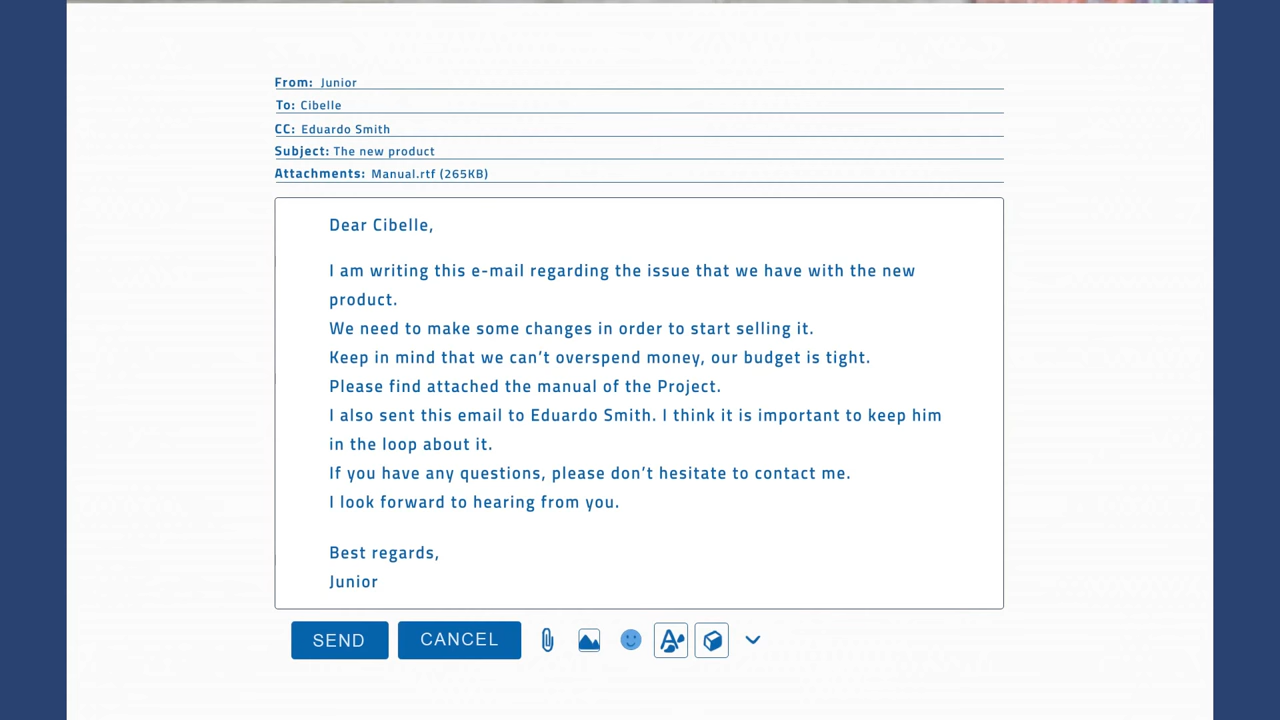 From: Junior
To: Cibelle
CC: Eduardo Smith
Subject: The new product
Attachments: Manual.rtf (265KB)
Dear Cibelle,
I am writing this e-mail regarding the issue that we have with the new
product.
We need to make some changes in order to start selling it.
Keep in mind that we can’t overspend money, our budget is tight.
Please find attached the manual of the Project.
I also sent this email to Eduardo Smith. I think it is important to keep him
in the loop about it.
If you have any questions, please don’t hesitate to contact me.
I look forward to hearing from you.
Best regards,
Junior
SEND CANCEL